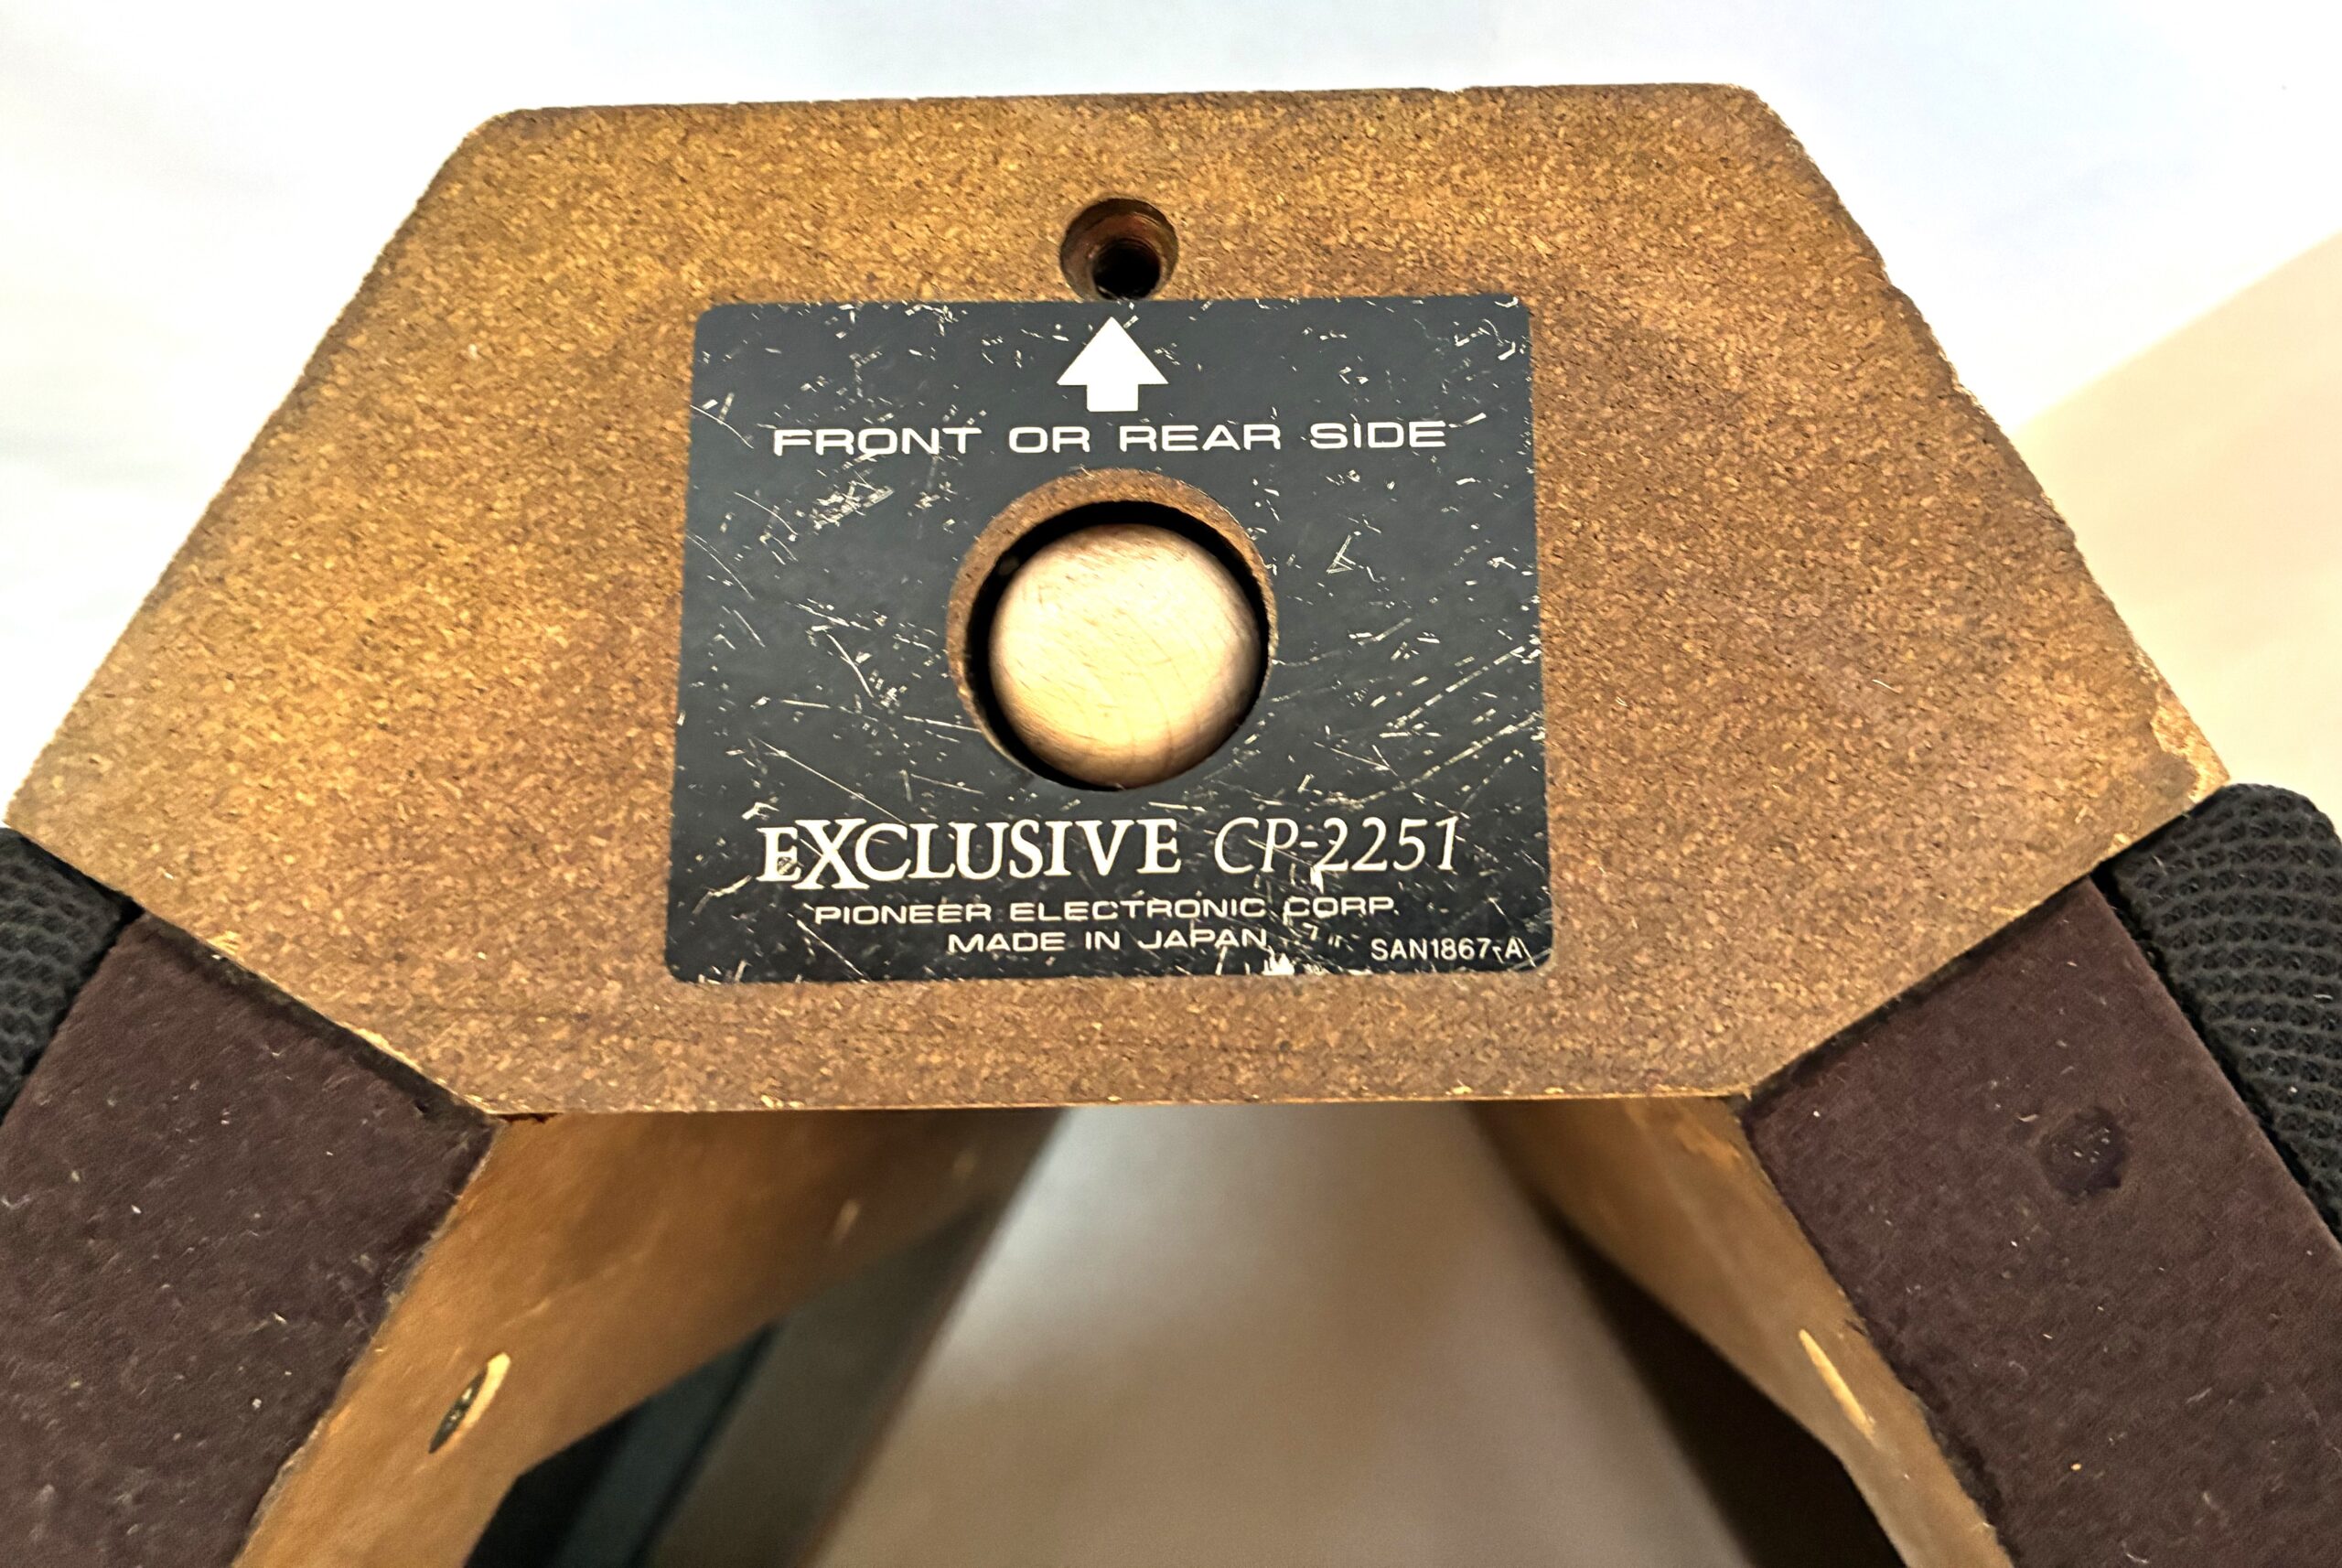 FRONT OR REAR SIDE
EXCLUSIVE CP-2251
PIONEER ELECTRONIC CORP.
MADE IN JAPAN
SAN1867-A